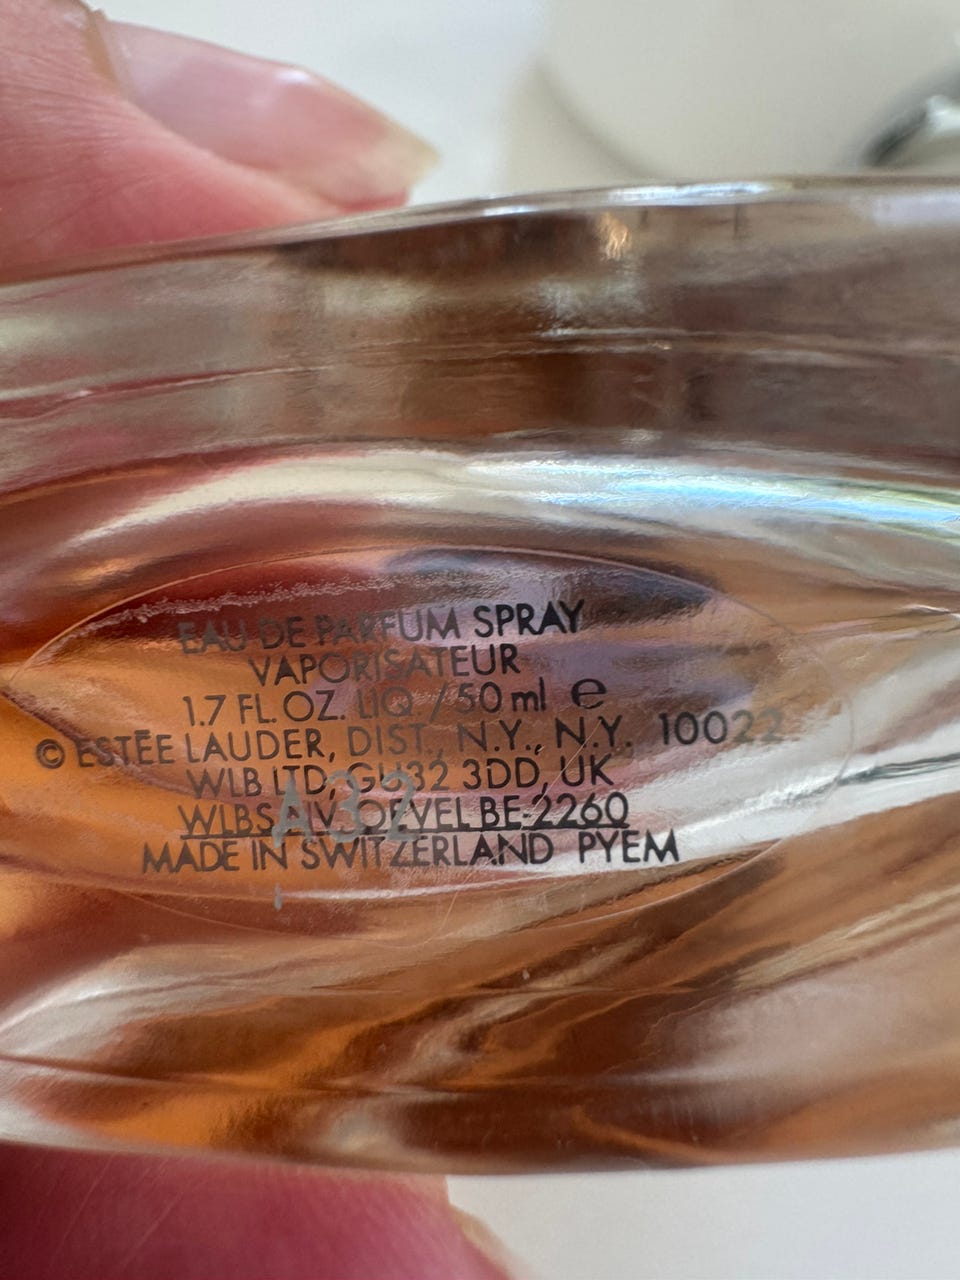 EAU DE PARFUM SPRAY
VAPORISATEUR
1.7 FL. OZ. LIQ / 50 ml ℮
© ESTĒE LAUDER, DIST., N.Y., N.Y. 10022
WLB LTD, GU32 3DD, UK
WLBS AIV OEVEL BE-2260
A32
MADE IN SWITZERLAND PYEM